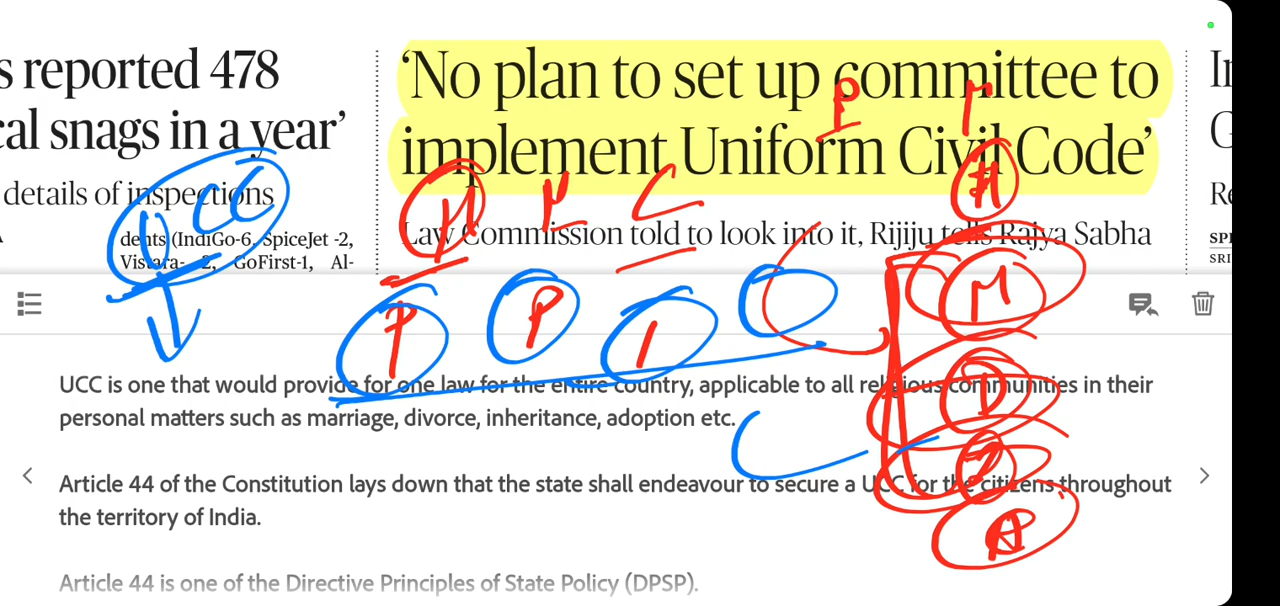 s reported 478
cal snags in a year’
details of inspections
dents (IndiGo-6, SpiceJet -2,
Vistara- 2, GoFirst-1, Al-
‘No plan to set up committee to
implement Uniform Civil Code’
Law Commission told to look into it, Rijiju tells Rajya Sabha
In
G
Re
SPE
SRI
UCC
P M
H M C H
P P I M
D
A
UCC is one that would provide for one law for the entire country, applicable to all religious communities in their
personal matters such as marriage, divorce, inheritance, adoption etc.
Article 44 of the Constitution lays down that the state shall endeavour to secure a UCC for the citizens throughout
the territory of India.
Article 44 is one of the Directive Principles of State Policy (DPSP).